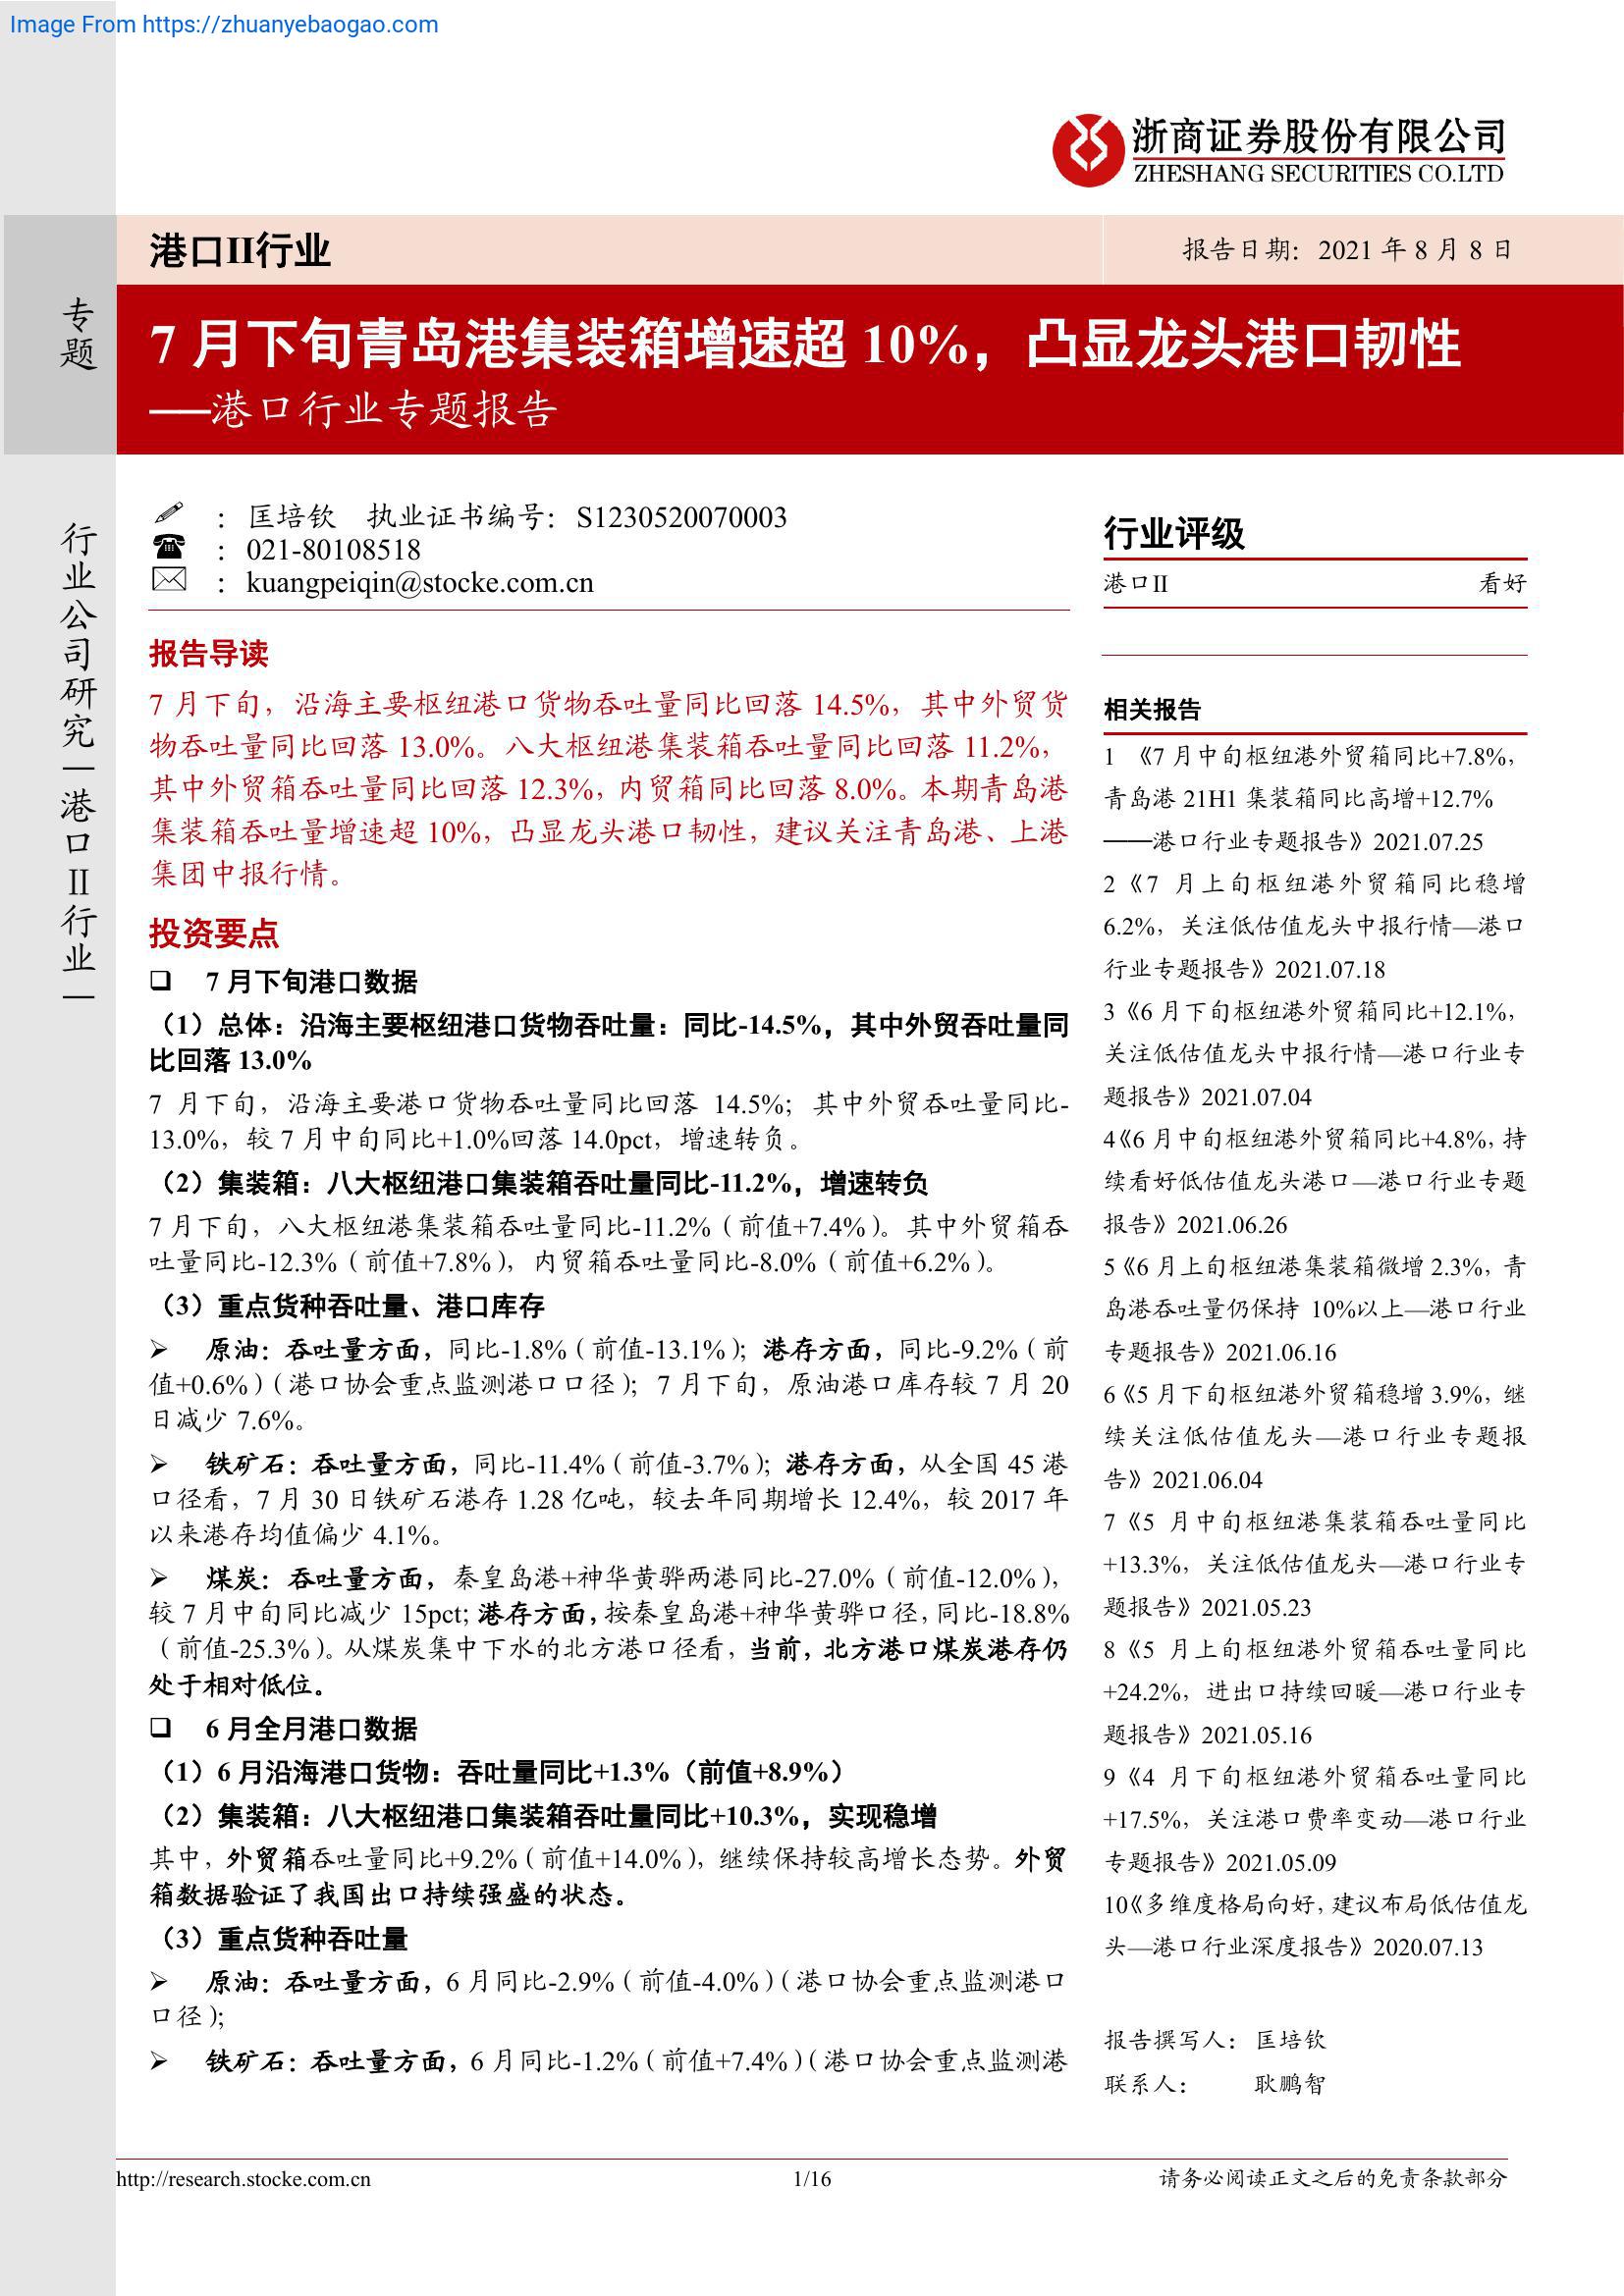 Image From https://zhuanyebaogao.com
浙商证券股份有限公司
ZHESHANG SECURITIES CO.LTD
港口II行业
报告日期：2021 年 8 月 8 日
专题
7 月下旬青岛港集装箱增速超 10%，凸显龙头港口韧性
——港口行业专题报告
行业公司研究|港口II行业|
： 匡培钦 执业证书编号：S1230520070003
： 021-80108518
： kuangpeiqin@stocke.com.cn
报告导读
7 月下旬，沿海主要枢纽港口货物吞吐量同比回落 14.5%，其中外贸货
物吞吐量同比回落 13.0%。八大枢纽港集装箱吞吐量同比回落 11.2%，
其中外贸箱吞吐量同比回落 12.3%，内贸箱同比回落 8.0%。本期青岛港
集装箱吞吐量增速超 10%，凸显龙头港口韧性，建议关注青岛港、上港
集团中报行情。
投资要点
❑ 7 月下旬港口数据
（1）总体：沿海主要枢纽港口货物吞吐量：同比-14.5%，其中外贸吞吐量同
比回落 13.0%
7 月下旬，沿海主要港口货物吞吐量同比回落 14.5%；其中外贸吞吐量同比-
13.0%，较 7 月中旬同比+1.0%回落 14.0pct，增速转负。
（2）集装箱：八大枢纽港口集装箱吞吐量同比-11.2%，增速转负
7 月下旬，八大枢纽港集装箱吞吐量同比-11.2%（前值+7.4%）。其中外贸箱吞
吐量同比-12.3%（前值+7.8%），内贸箱吞吐量同比-8.0%（前值+6.2%）。
（3）重点货种吞吐量、港口库存
➢ 原油：吞吐量方面，同比-1.8%（前值-13.1%）；港存方面，同比-9.2%（前
值+0.6%）（港口协会重点监测港口口径）；7 月下旬，原油港口库存较 7 月 20
日减少 7.6%。
➢ 铁矿石：吞吐量方面，同比-11.4%（前值-3.7%）；港存方面，从全国 45 港
口径看，7 月 30 日铁矿石港存 1.28 亿吨，较去年同期增长 12.4%，较 2017 年
以来港存均值偏少 4.1%。
➢ 煤炭：吞吐量方面，秦皇岛港+神华黄骅两港同比-27.0%（前值-12.0%），
较 7 月中旬同比减少 15pct；港存方面，按秦皇岛港+神华黄骅口径，同比-18.8%
（前值-25.3%）。从煤炭集中下水的北方港口径看，当前，北方港口煤炭港存仍
处于相对低位。
❑ 6 月全月港口数据
（1）6 月沿海港口货物：吞吐量同比+1.3%（前值+8.9%）
（2）集装箱：八大枢纽港口集装箱吞吐量同比+10.3%，实现稳增
其中，外贸箱吞吐量同比+9.2%（前值+14.0%），继续保持较高增长态势。外贸
箱数据验证了我国出口持续强盛的状态。
（3）重点货种吞吐量
➢ 原油：吞吐量方面，6 月同比-2.9%（前值-4.0%）（港口协会重点监测港口
口径）；
➢ 铁矿石：吞吐量方面，6 月同比-1.2%（前值+7.4%）（港口协会重点监测港
行业评级
港口II 看好
相关报告
1 《7 月中旬枢纽港外贸箱同比+7.8%，
青岛港 21H1 集装箱同比高增+12.7%
——港口行业专题报告》2021.07.25
2《7 月上旬枢纽港外贸箱同比稳增
6.2%，关注低估值龙头中报行情—港口
行业专题报告》2021.07.18
3《6 月下旬枢纽港外贸箱同比+12.1%，
关注低估值龙头中报行情—港口行业专
题报告》2021.07.04
4《6 月中旬枢纽港外贸箱同比+4.8%，持
续看好低估值龙头港口—港口行业专题
报告》2021.06.26
5《6 月上旬枢纽港集装箱微增 2.3%，青
岛港吞吐量仍保持 10%以上—港口行业
专题报告》2021.06.16
6《5 月下旬枢纽港外贸箱稳增 3.9%，继
续关注低估值龙头—港口行业专题报
告》2021.06.04
7《5 月中旬枢纽港集装箱吞吐量同比
+13.3%，关注低估值龙头—港口行业专
题报告》2021.05.23
8《5 月上旬枢纽港外贸箱吞吐量同比
+24.2%，进出口持续回暖—港口行业专
题报告》2021.05.16
9《4 月下旬枢纽港外贸箱吞吐量同比
+17.5%，关注港口费率变动—港口行业
专题报告》2021.05.09
10《多维度格局向好，建议布局低估值龙
头—港口行业深度报告》2020.07.13
报告撰写人： 匡培钦
联系人： 耿鹏智
http://research.stocke.com.cn
1/16
请务必阅读正文之后的免责条款部分